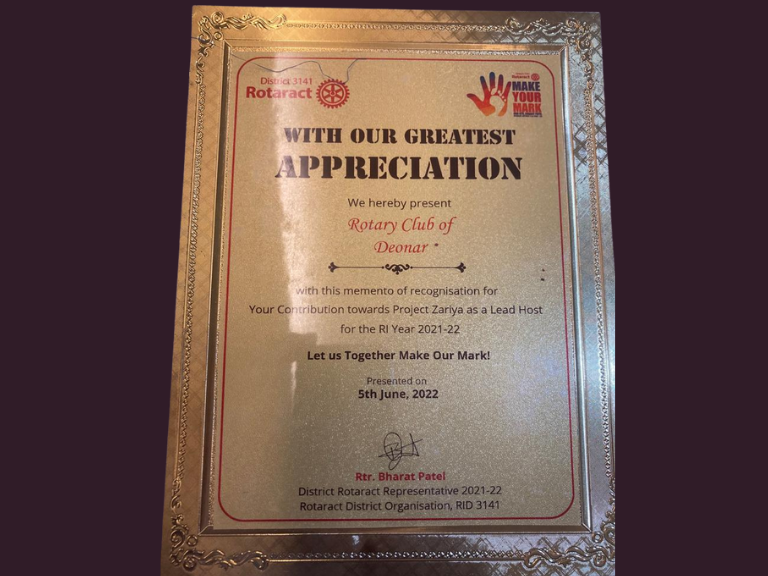 District 3141
Rotaract
Rotaract
MAKE
YOUR
MARK
WITH OUR GREATEST
APPRECIATION
We hereby present
Rotary Club of
Deonar
with this memento of recognisation for
Your Contribution towards Project Zariya as a Lead Host
for the RI Year 2021-22
Let us Together Make Our Mark!
Presented on
5th June, 2022
Rtr. Bharat Patel
District Rotaract Representative 2021-22
Rotaract District Organisation, RID 3141